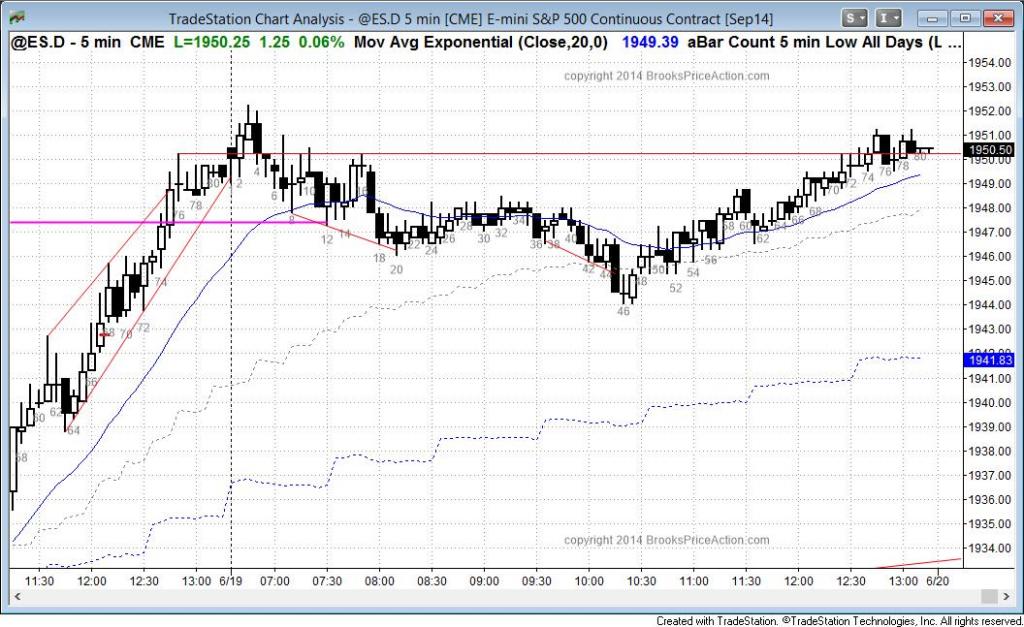 TradeStation Chart Analysis - @ES.D 5 min [CME] E-mini S&P 500 Continuous Contract [Sep14]
S I
@ES.D - 5 min CME L=1950.25 1.25 0.06% Mov Avg Exponential (Close,20,0) 1949.39 aBar Count 5 min Low All Days (L ...
copyright 2014 BrooksPriceAction.com
1954.00
1953.00
1952.00
1951.00
1950.50
1950.00
1949.00
1948.00
1947.00
1946.00
1945.00
1944.00
1943.00
1941.83
1941.00
1940.00
1939.00
1938.00
1937.00
1936.00
1935.00
1934.00
58 60 62 64 66 68 70 72 74 76 78 80
2 4 6 8 10 12 14 16 18 20 22 24 26 28 30 32 34 36 38 40 42 44 46 48 50 52 54 56 58 60 62 64 66 68 70 72 74 76 78 80
copyright 2014 BrooksPriceAction.com
11:30 12:00 12:30 13:00 6/19 07:00 07:30 08:00 08:30 09:00 09:30 10:00 10:30 11:00 11:30 12:00 12:30 13:00 6/20
Created with TradeStation. ©TradeStation Technologies, Inc. All rights reserved.